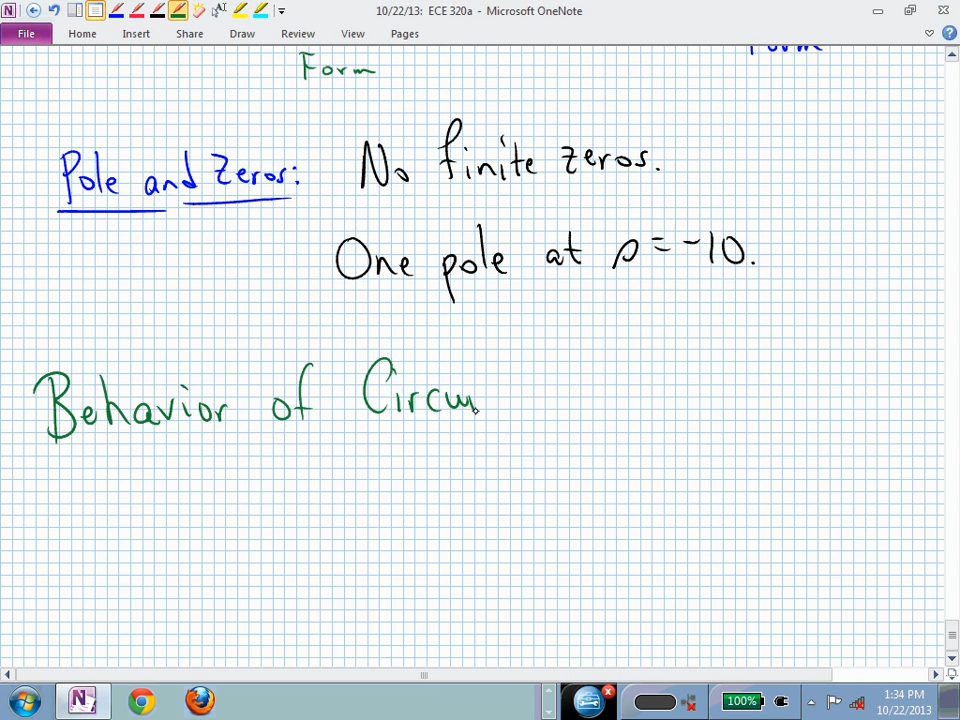 10/22/13: ECE 320a - Microsoft OneNote
File Home Insert Share Draw Review View Pages
Form
Form
Pole and Zeros: No finite zeros.
One pole at s = -10.
Behavior of Circu
100%
1:34 PM
10/22/2013